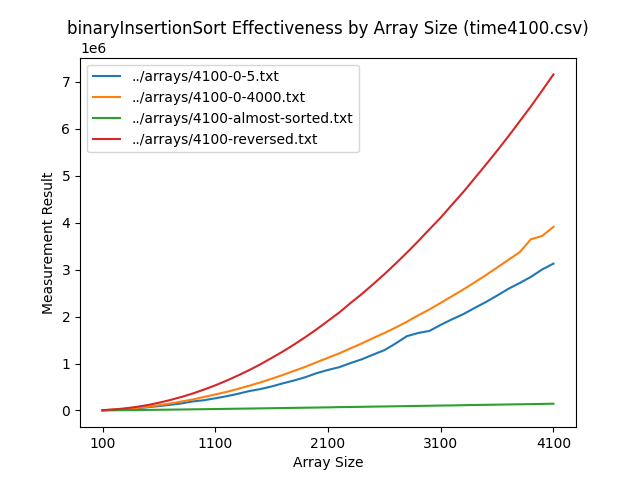 binaryInsertionSort Effectiveness by Array Size (time4100.csv)
1e6
7
6
5
4
3
2
1
0
Measurement Result
../arrays/4100-0-5.txt
../arrays/4100-0-4000.txt
../arrays/4100-almost-sorted.txt
../arrays/4100-reversed.txt
100 1100 2100 3100 4100
Array Size